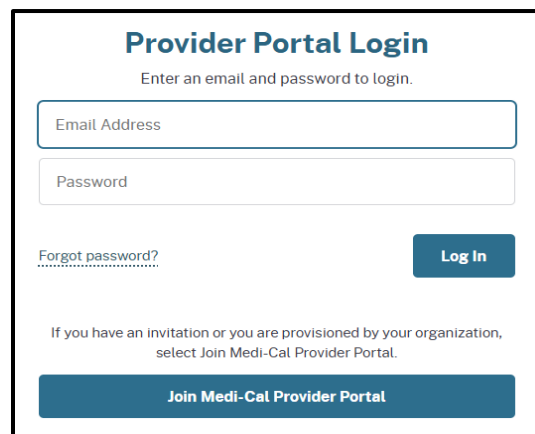 Provider Portal Login
Enter an email and password to login.
Email Address
Password
Forgot password?
Log In
If you have an invitation or you are provisioned by your organization,
select Join Medi-Cal Provider Portal.
Join Medi-Cal Provider Portal